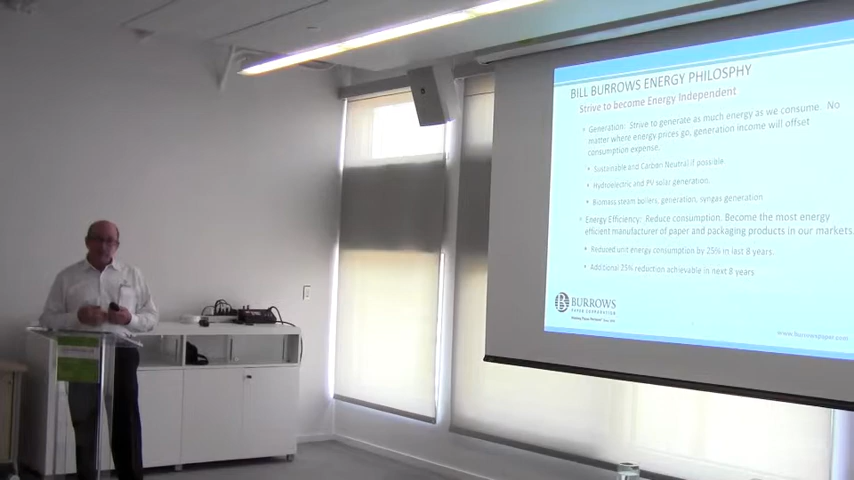 BILL BURROWS ENERGY PHILSPHY
Strive to become Energy Independent
Generation: Strive to generate as much energy as we consume. No
matter where energy prices go, generation income will offset
consumption expense.
Sustainable and Carbon Neutral if possible
Hydroelectric and PV solar generation.
Biomass steam boilers, generation, syngas generation
Energy Efficiency: Reduce consumption. Become the most energy
efficient manufacturer of paper and packaging products in our markets.
Reduced unit energy consumption by 25% in last 8 years.
Additional 25% reduction achievable in next 8 years
BURROWS
PAPER CORPORATION
www.burrowspaper.com